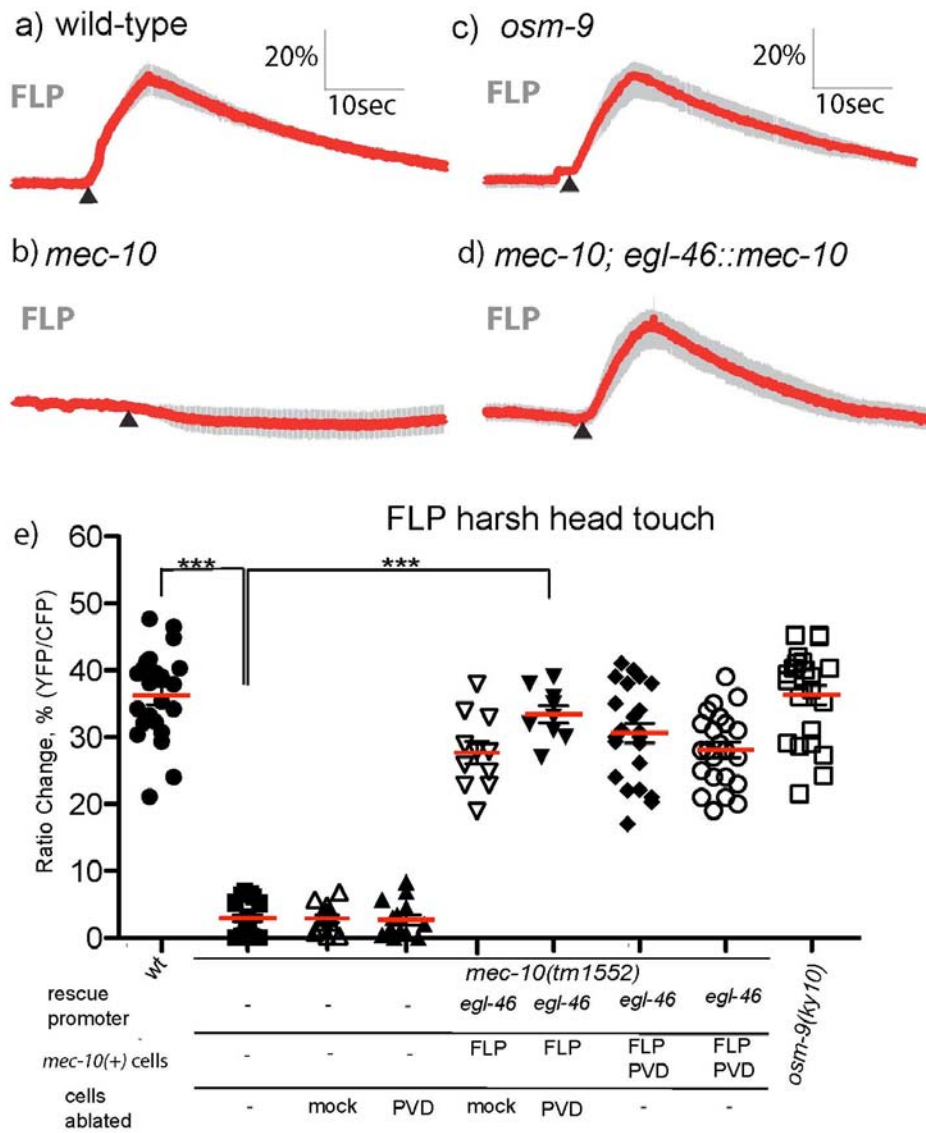 a) wild-type
20%
10sec
FLP
c) osm-9
20%
10sec
b) mec-10
FLP
d) mec-10; egl-46::mec-10
FLP
e)
FLP harsh head touch
Ratio Change, % (YFP/CFP)
60
50
40
30
20
10
0
***
***
wt
mec-10(tm1552)
osm-9(ky10)
rescue promoter - - - egl-46 egl-46 egl-46 egl-46
mec-10(+) cells - - - FLP FLP FLP PVD FLP PVD
cells ablated - mock PVD mock PVD - -